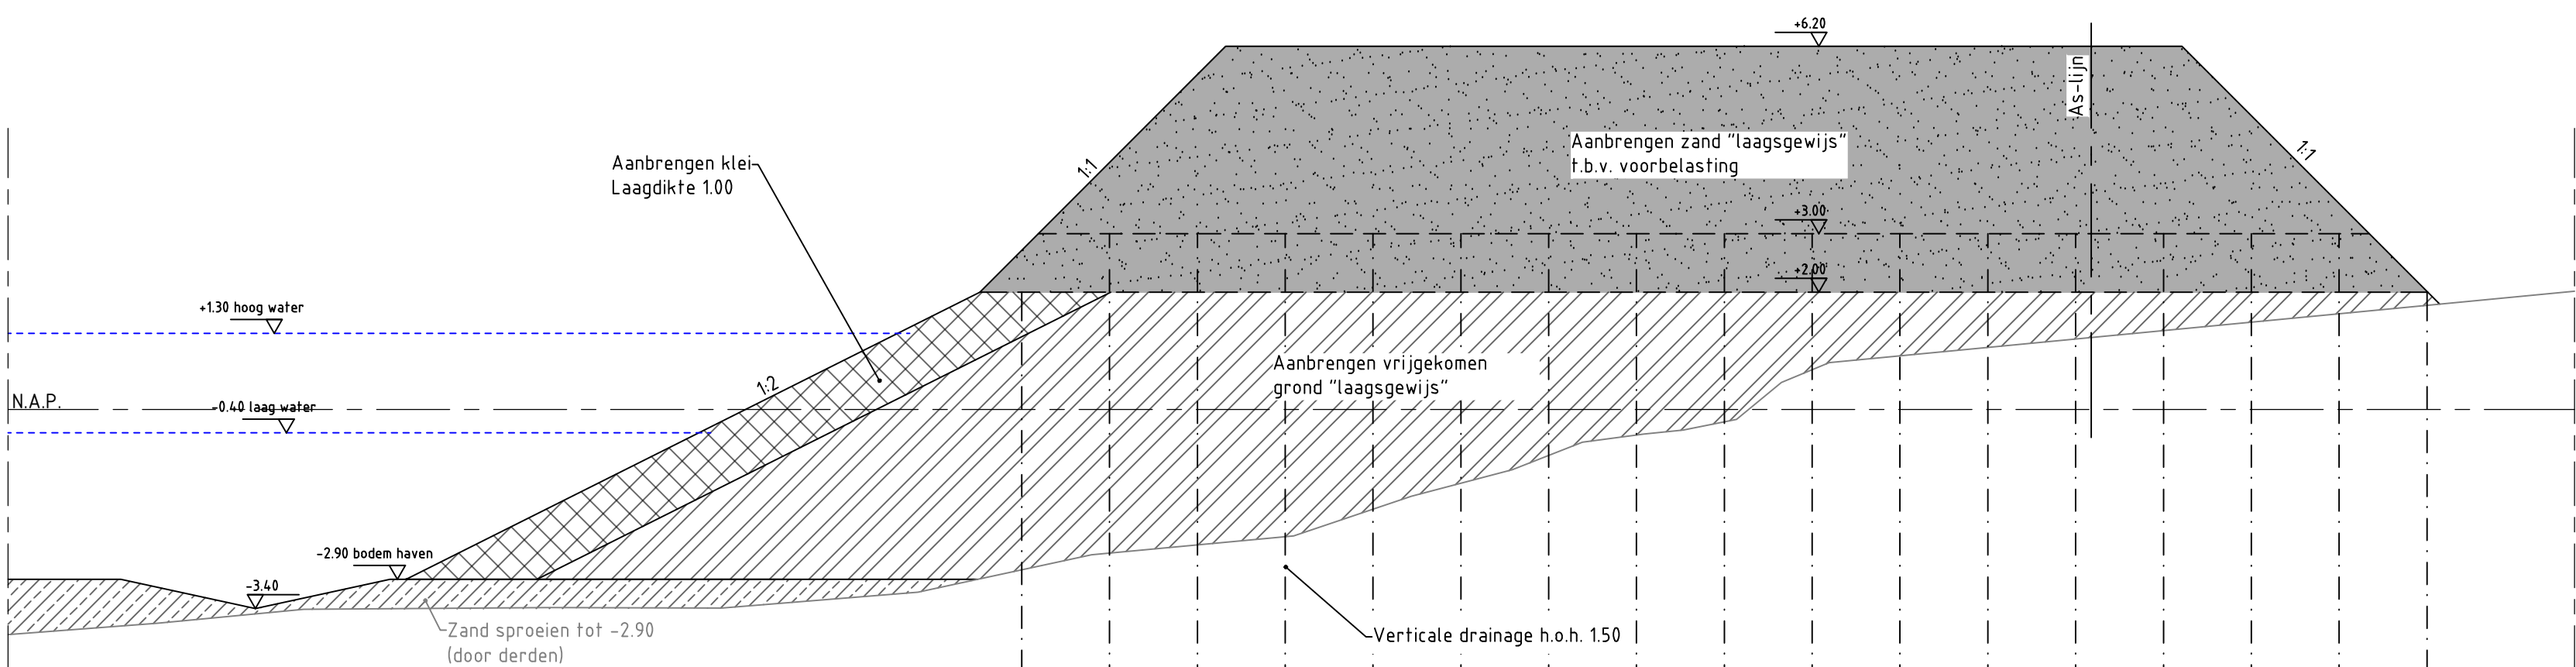 +6.20
As-lijn
Aanbrengen zand "laagsgewijs"
t.b.v. voorbelasting
1:1
1:1
Aanbrengen klei
Laagdikte 1.00
+3.00
+2.00
+1.30 hoog water
Aanbrengen vrijgekomen
grond "laagsgewijs"
1:2
N.A.P.
-0.40 laag water
-2.90 bodem haven
-3.40
Zand sproeien tot -2.90
(door derden)
Verticale drainage h.o.h. 1.50